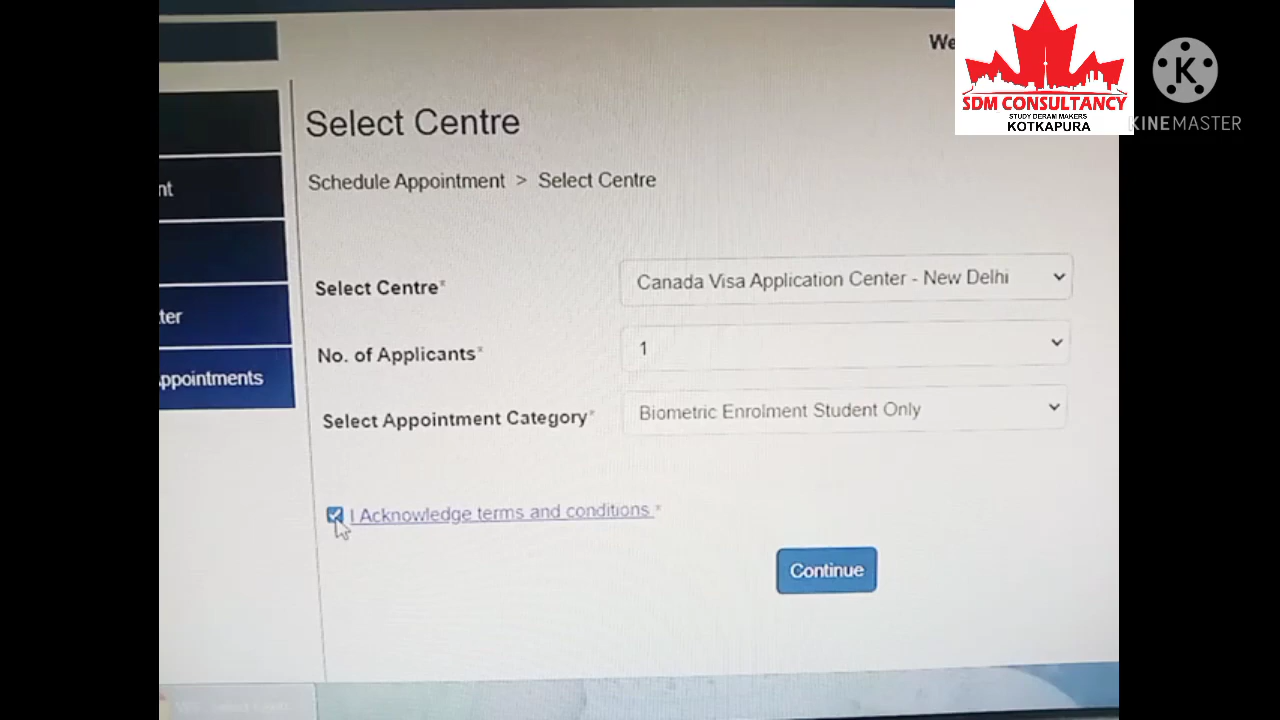 We
SDM CONSULTANCY
STUDY DERAM MAKERS
KOTKAPURA
K
KINEMASTER
Select Centre
Schedule Appointment > Select Centre
nt
ter
ppointments
Select Centre*
Canada Visa Application Center - New Delhi
No. of Applicants*
1
Select Appointment Category*
Biometric Enrolment Student Only
I Acknowledge terms and conditions *
Continue